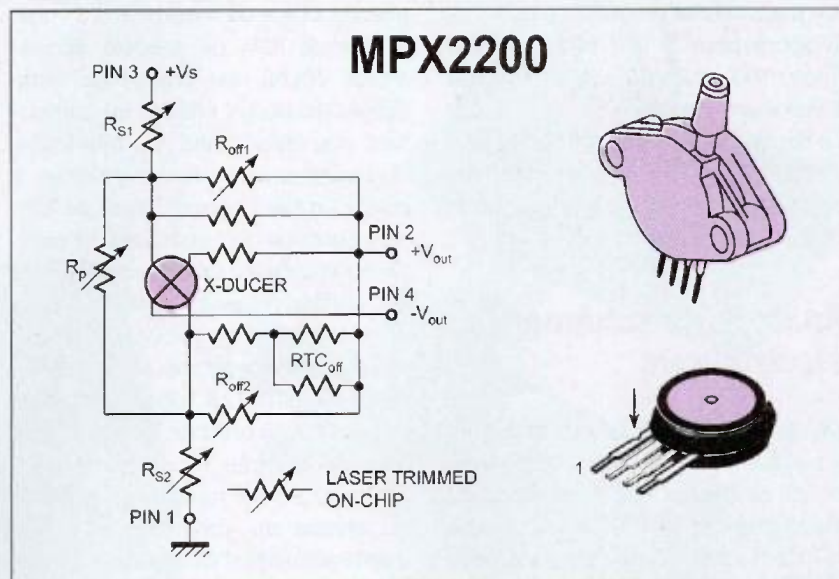 MPX2200
PIN 3 +Vs
RS1
Roff1
Rp
PIN 2
+Vout
X-DUCER
PIN 4
-Vout
RTCoff
Roff2
RS2
LASER TRIMMED
ON-CHIP
PIN 1
1